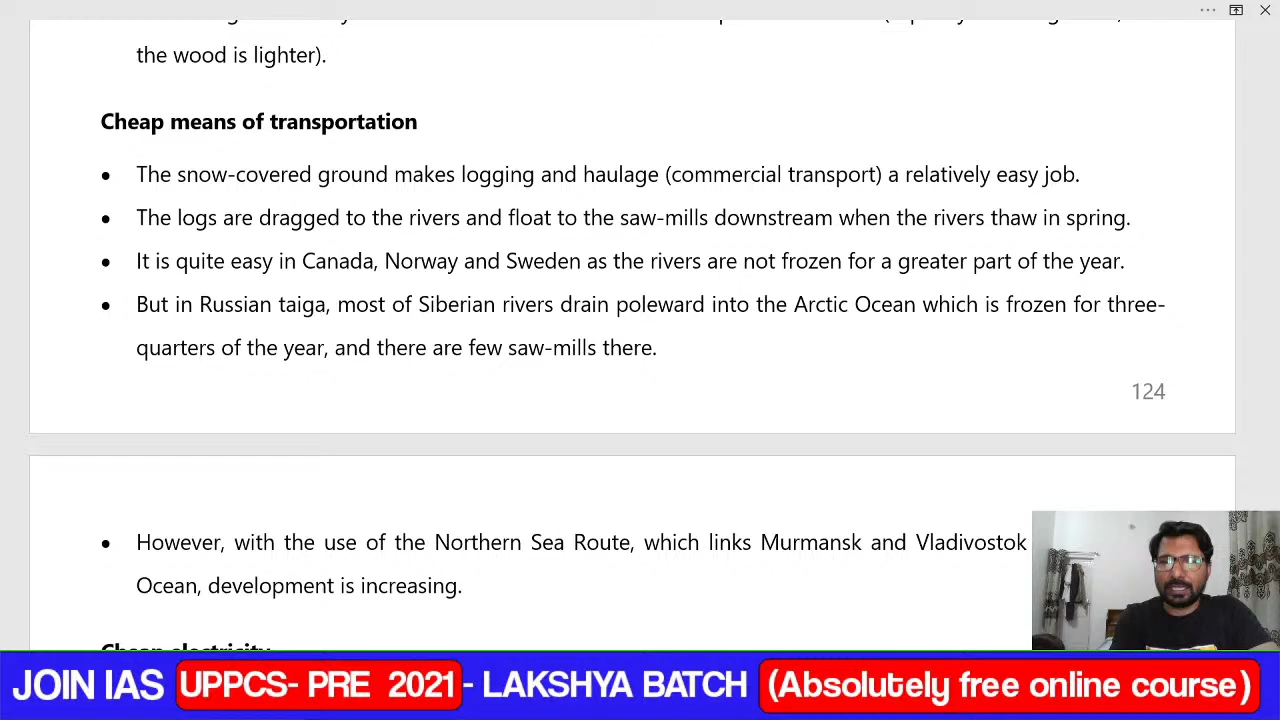 the wood is lighter).
Cheap means of transportation
• The snow-covered ground makes logging and haulage (commercial transport) a relatively easy job.
• The logs are dragged to the rivers and float to the saw-mills downstream when the rivers thaw in spring.
• It is quite easy in Canada, Norway and Sweden as the rivers are not frozen for a greater part of the year.
• But in Russian taiga, most of Siberian rivers drain poleward into the Arctic Ocean which is frozen for three-
quarters of the year, and there are few saw-mills there.
124
• However, with the use of the Northern Sea Route, which links Murmansk and Vladivostok
Ocean, development is increasing.
Cheap electricity
JOIN IAS UPPCS- PRE 2021 - LAKSHYA BATCH (Absolutely free online course)